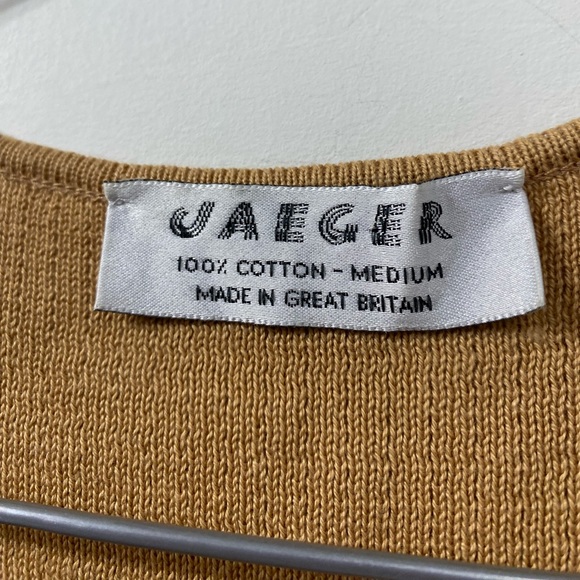 JAEGER
100% COTTON - MEDIUM
MADE IN GREAT BRITAIN